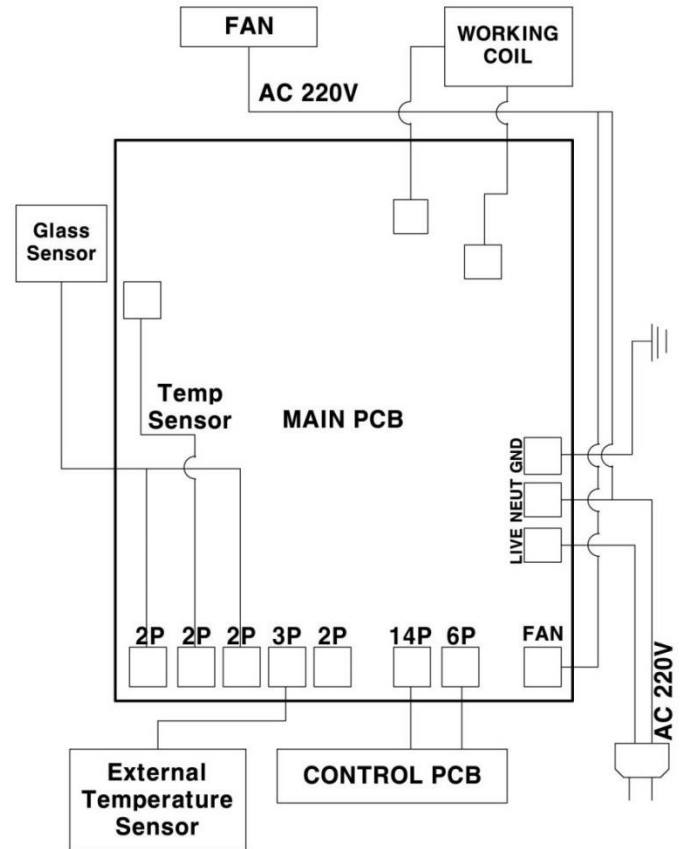 FAN
WORKING
COIL
AC 220V
Glass
Sensor
Temp
Sensor
MAIN PCB
GND
NEUT
LIVE
2P
2P
2P
3P
2P
14P
6P
FAN
AC 220V
External
Temperature
Sensor
CONTROL PCB